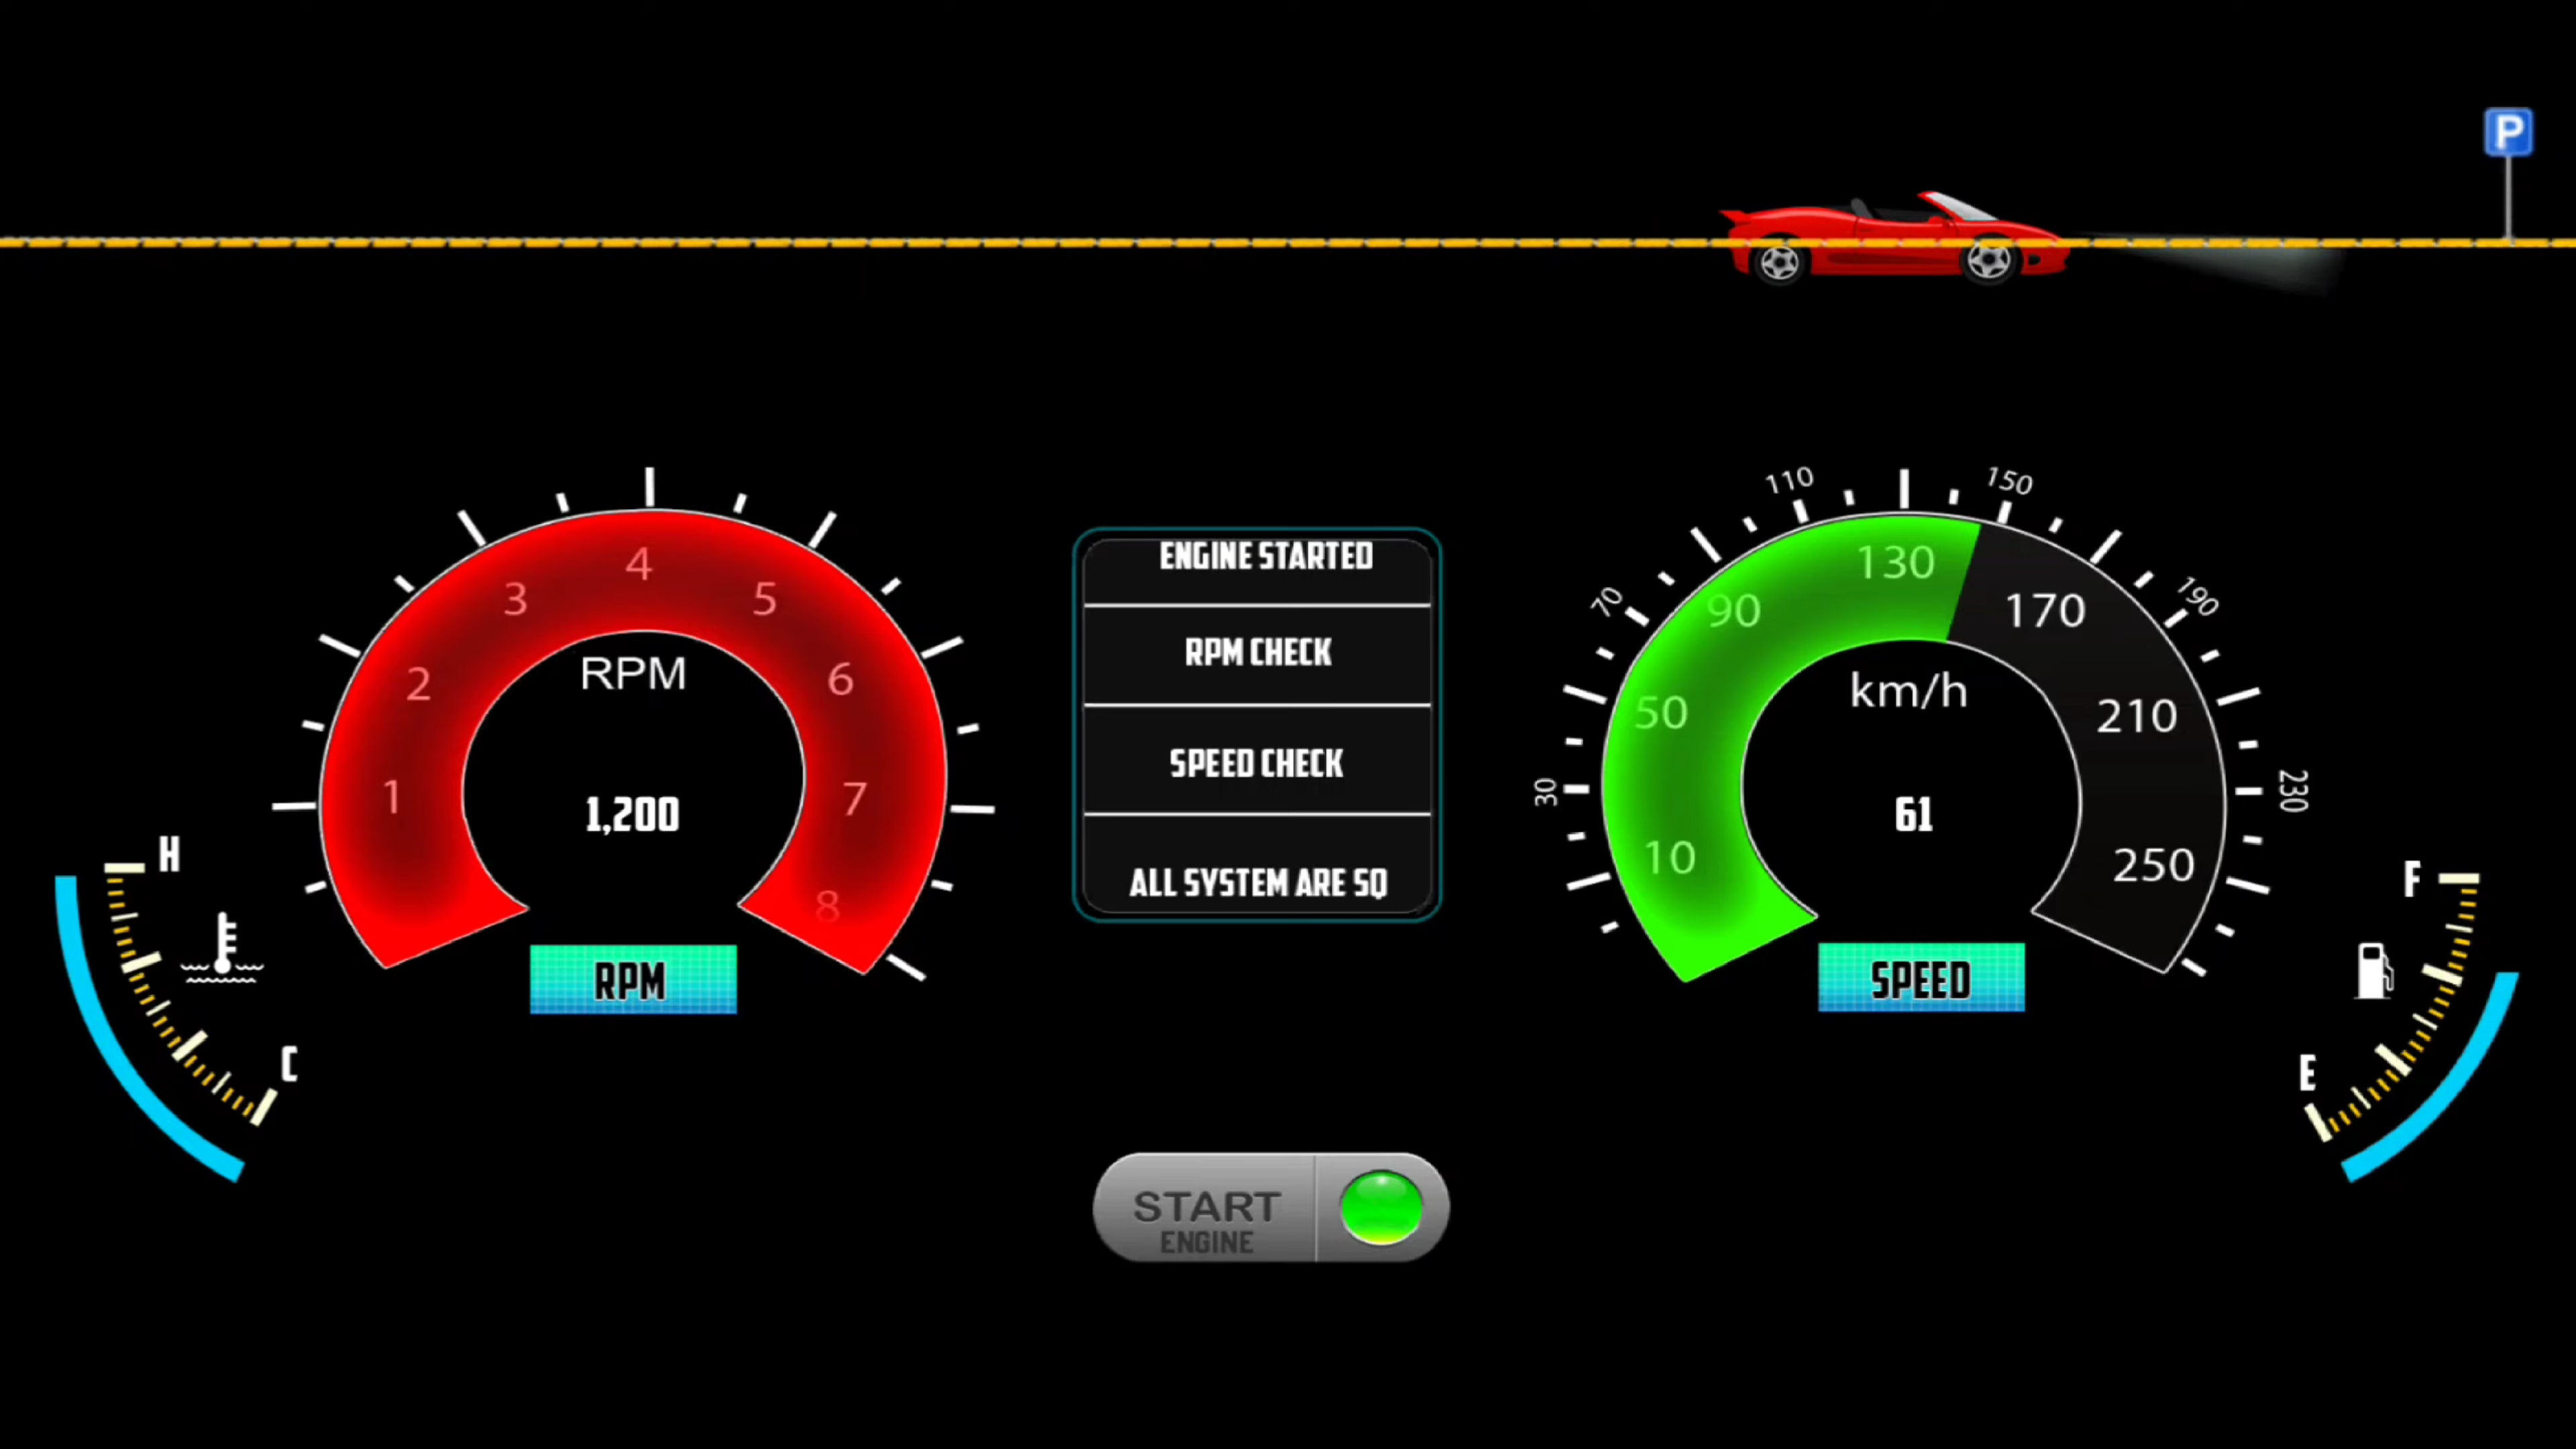 P
110
150
ENGINE STARTED
4
130
3
5
90
170
70
190
RPM CHECK
2
RPM
6
km/h
50
210
SPEED CHECK
1
1,200
7
30
61
230
H
10
250
ALL SYSTEM ARE SQ
F
8
RPM
SPEED
C
E
START
ENGINE